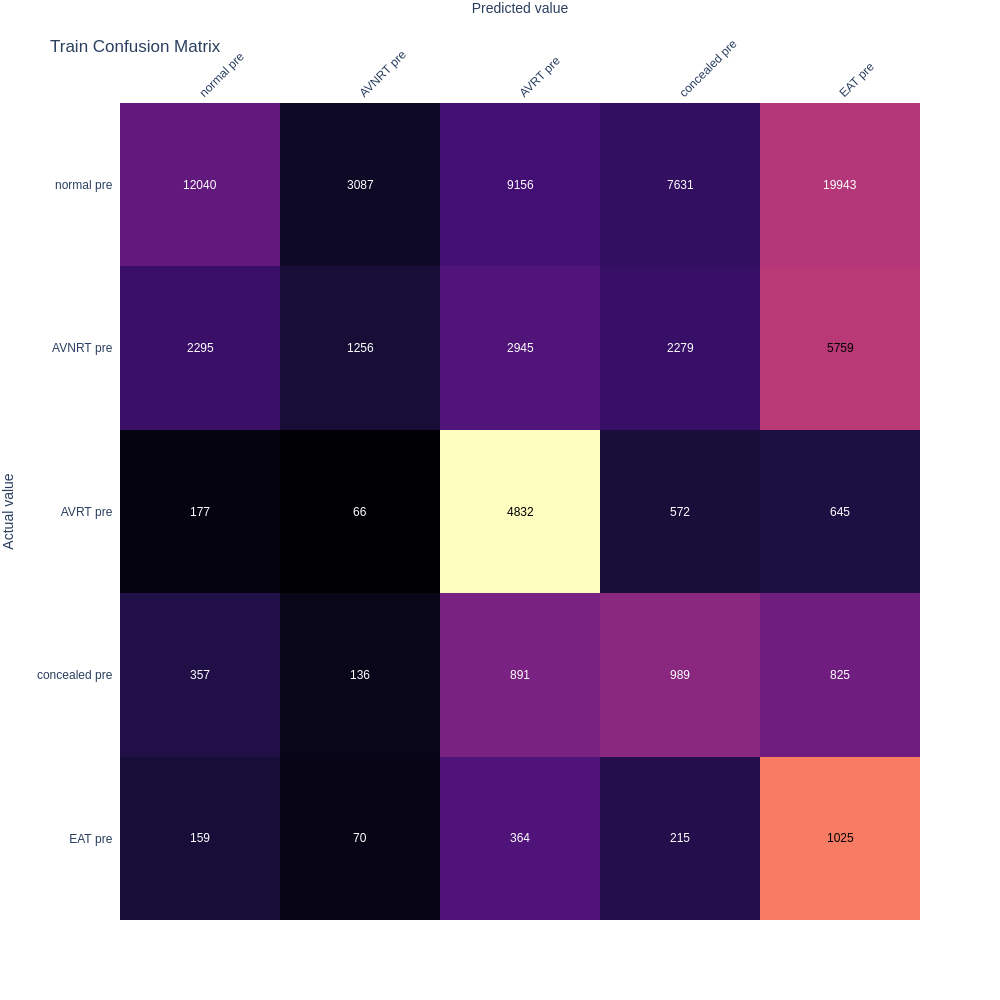 Predicted value
Train Confusion Matrix
normal pre
AVNRT pre
AVRT pre
concealed pre
EAT pre
normal pre 12040 3087 9156 7631 19943
AVNRT pre 2295 1256 2945 2279 5759
AVRT pre 177 66 4832 572 645
concealed pre 357 136 891 989 825
EAT pre 159 70 364 215 1025
Actual value